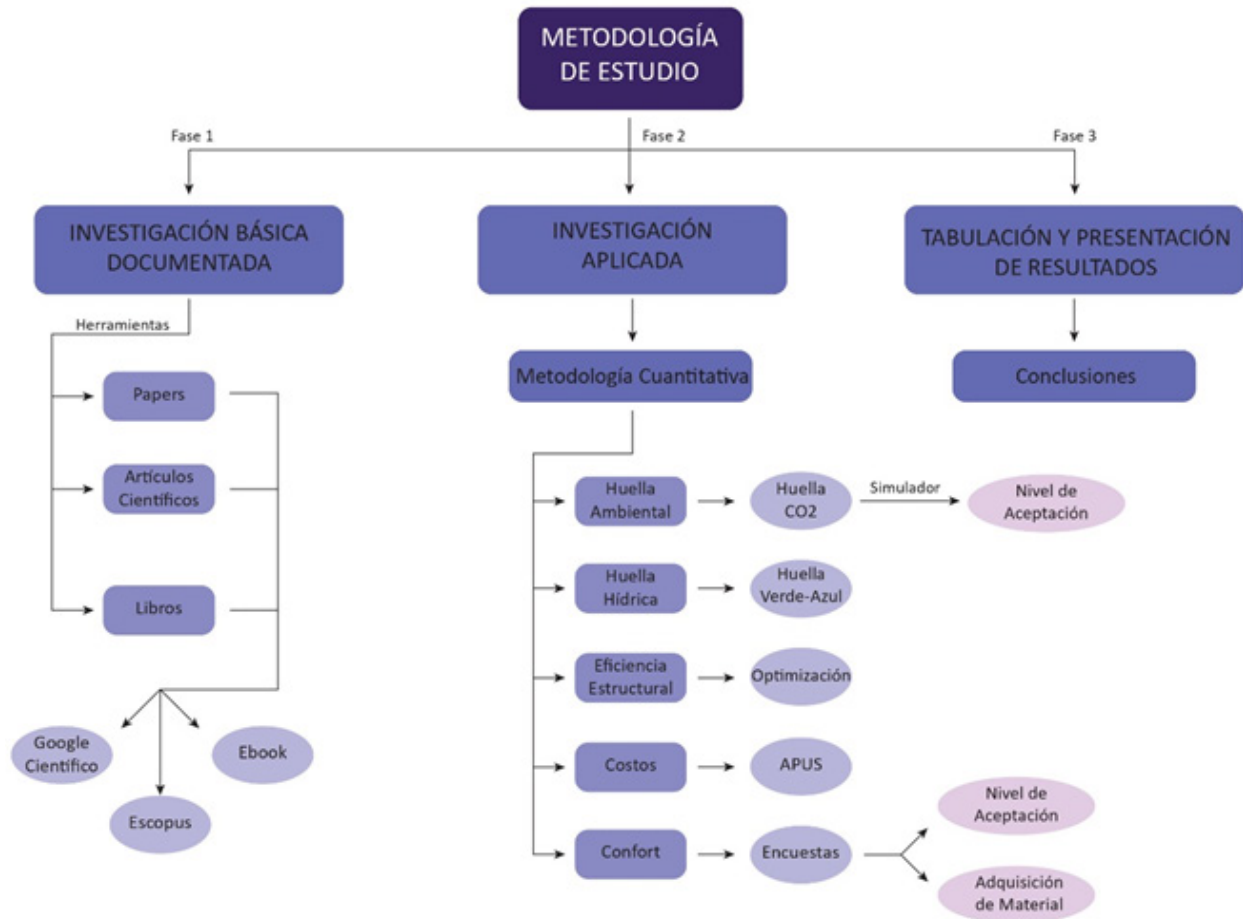 METODOLOGÍA
DE ESTUDIO
Fase 1
Fase 2
Fase 3
INVESTIGACIÓN BÁSICA
DOCUMENTADA
INVESTIGACIÓN
APLICADA
TABULACIÓN Y PRESENTACIÓN
DE RESULTADOS
Herramientas
Papers
Artículos
Científicos
Libros
Google
Científico
Ebook
Escopus
Metodología Cuantitativa
Huella
Ambiental
Huella
CO2
Simulador
Nivel de
Aceptación
Huella
Hídrica
Huella
Verde-Azul
Eficiencia
Estructural
Optimización
Costos
APUS
Confort
Encuestas
Nivel de
Aceptación
Adquisición
de Material
Conclusiones